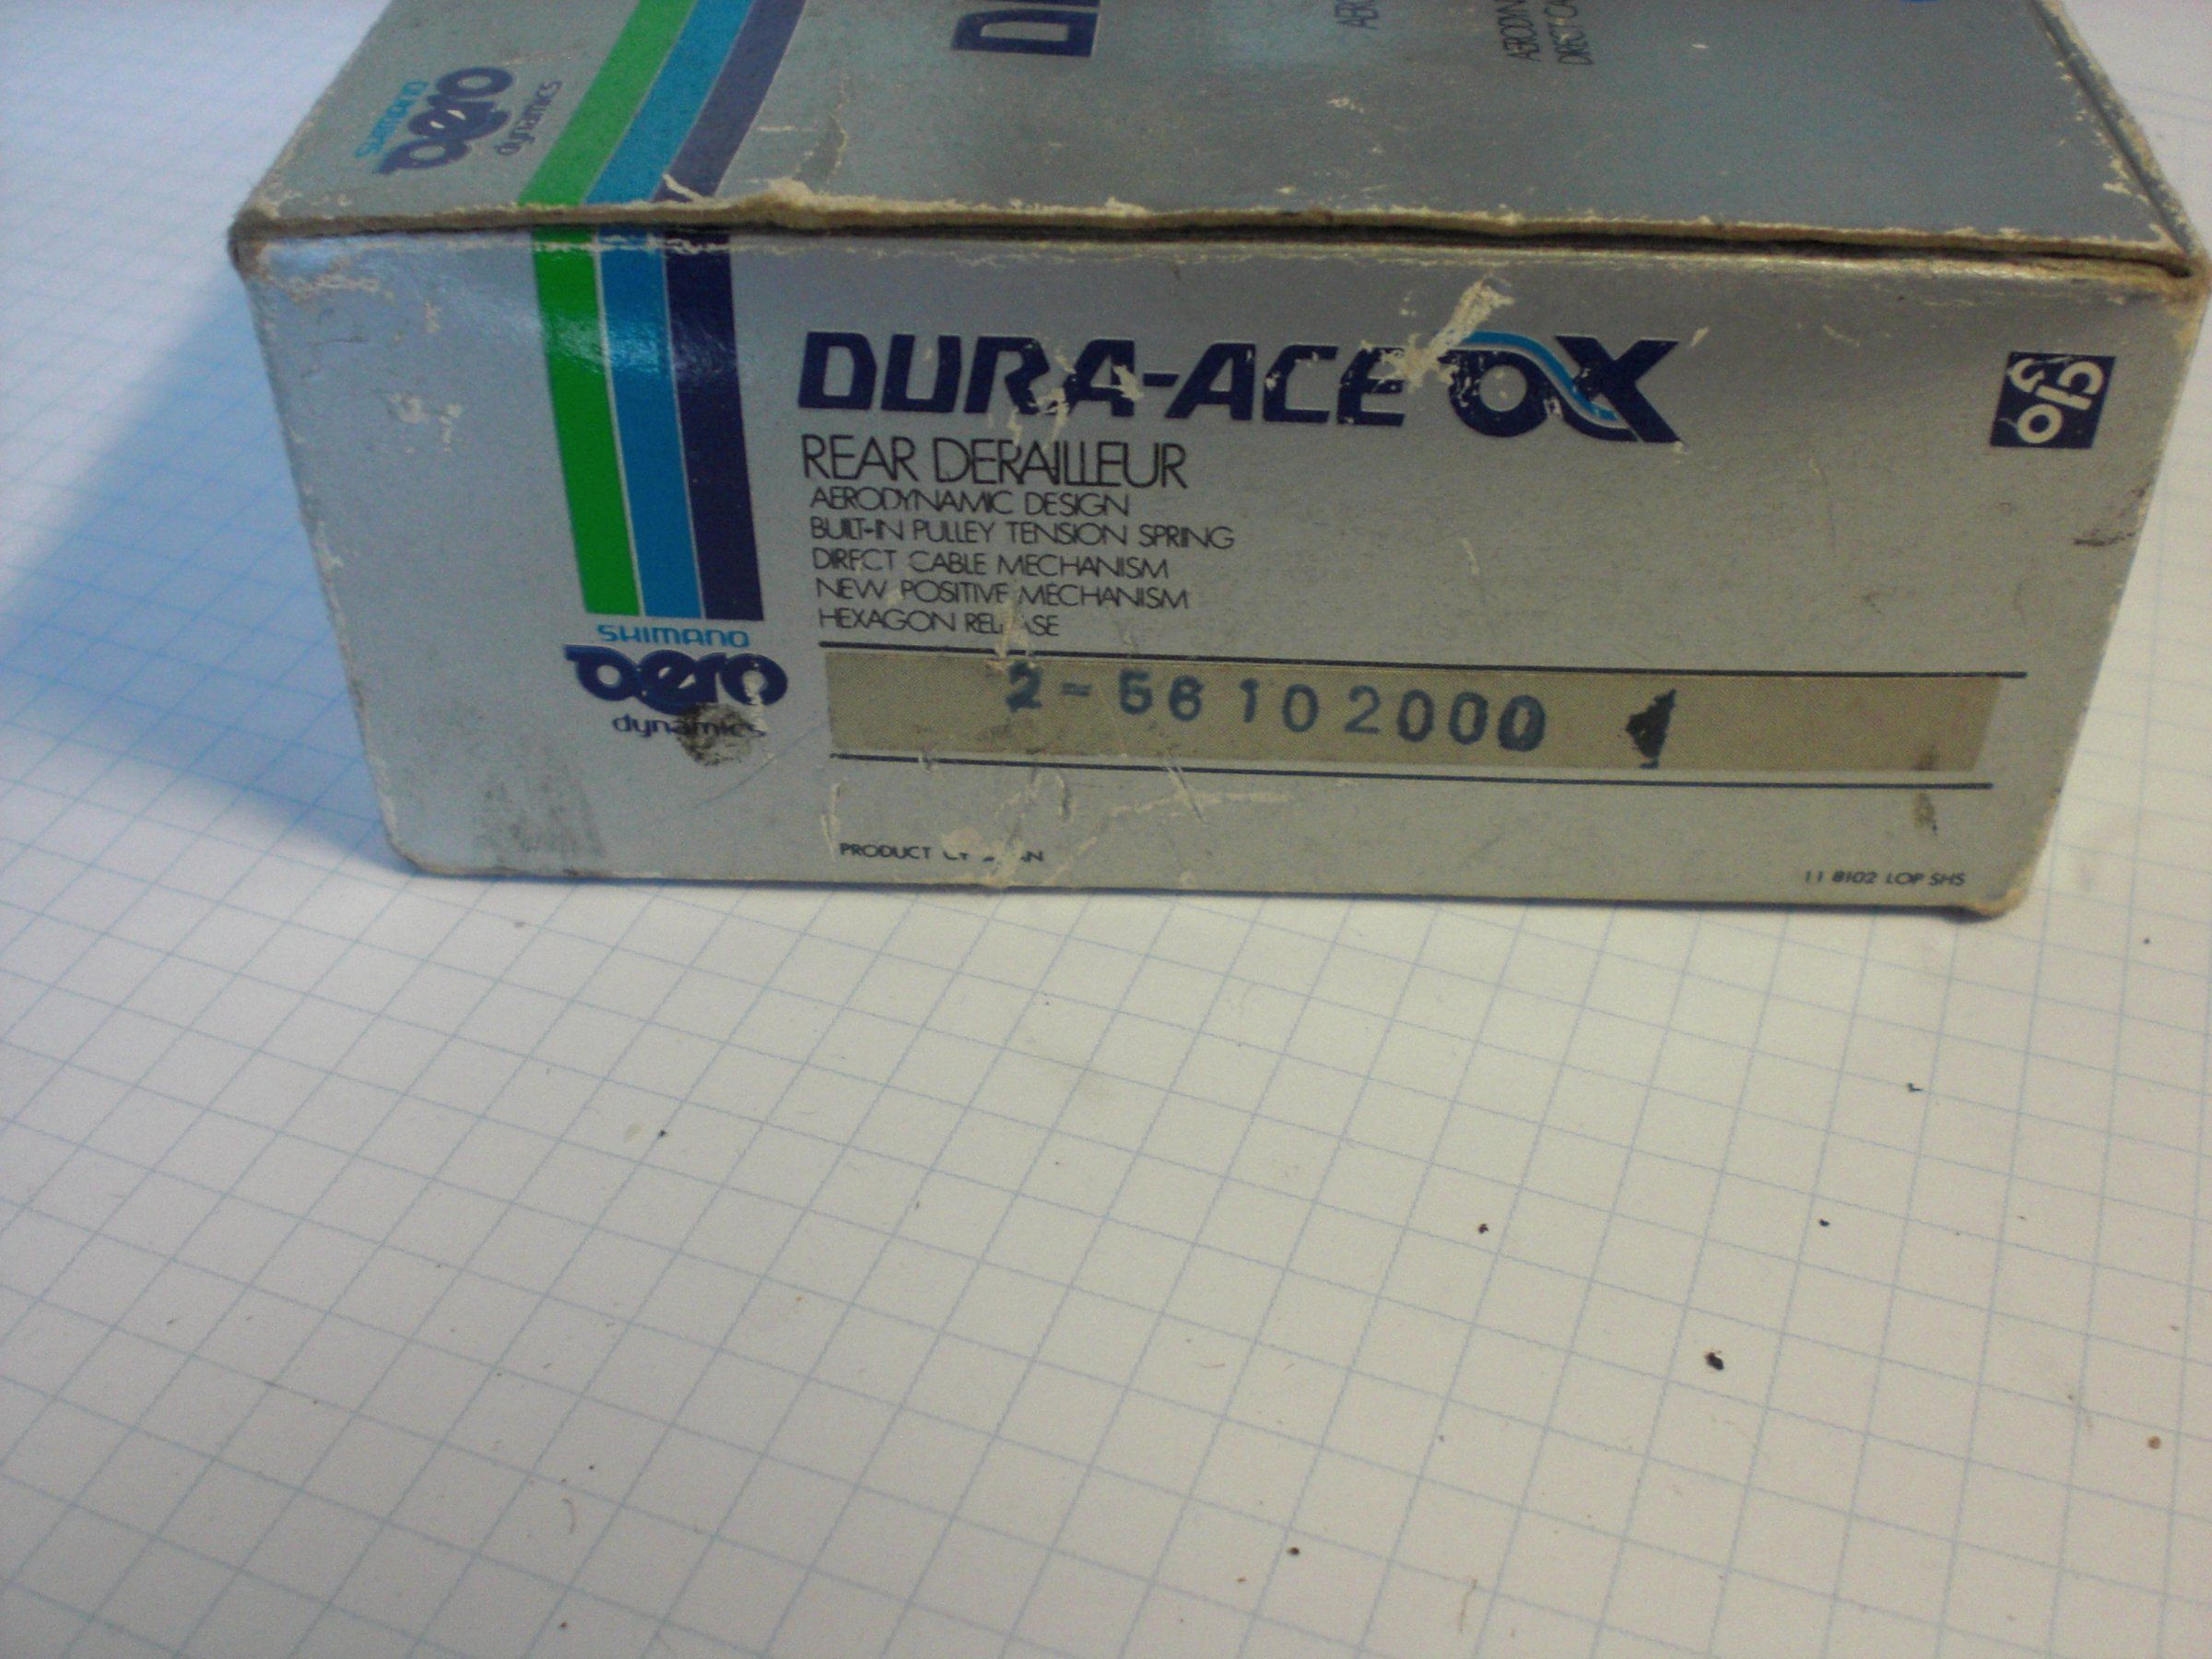 SHIMANO
aero
dynamics
DURA-ACE AX
REAR DERAILLEUR
AERODYNAMIC DESIGN
BUILT-IN PULLEY TENSION SPRING
DIRECT CABLE MECHANISM
NEW POSITIVE MECHANISM
HEXAGON RELEASE
SHIMANO
aero
dynamics
2-56102000
PRODUCT
11 8102 LOP SHS